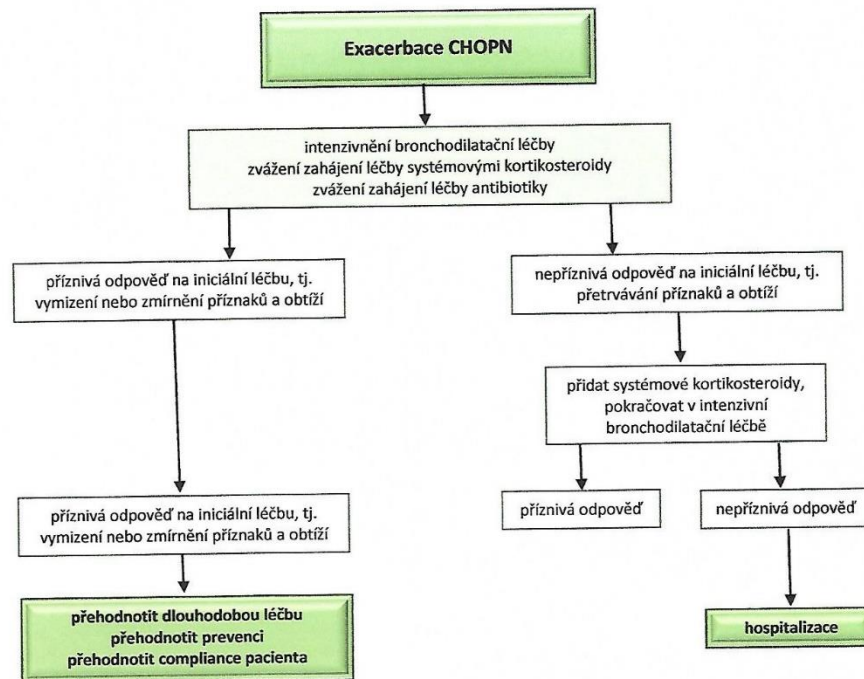 Exacerbace CHOPN
intenzivnění bronchodilatační léčby
zvážení zahájení léčby systémovými kortikosteroidy
zvážení zahájení léčby antibiotiky
příznivá odpověď na iniciální léčbu, tj.
vymizení nebo zmírnění příznaků a obtíží
nepříznivá odpověď na iniciální léčbu, tj.
přetrvávání příznaků a obtíží
přidat systémové kortikosteroidy,
pokračovat v intenzivní
bronchodilatační léčbě
příznivá odpověď na iniciální léčbu, tj.
vymizení nebo zmírnění příznaků a obtíží
příznivá odpověď
nepříznivá odpověď
přehodnotit dlouhodobou léčbu
přehodnotit prevenci
přehodnotit compliance pacienta
hospitalizace